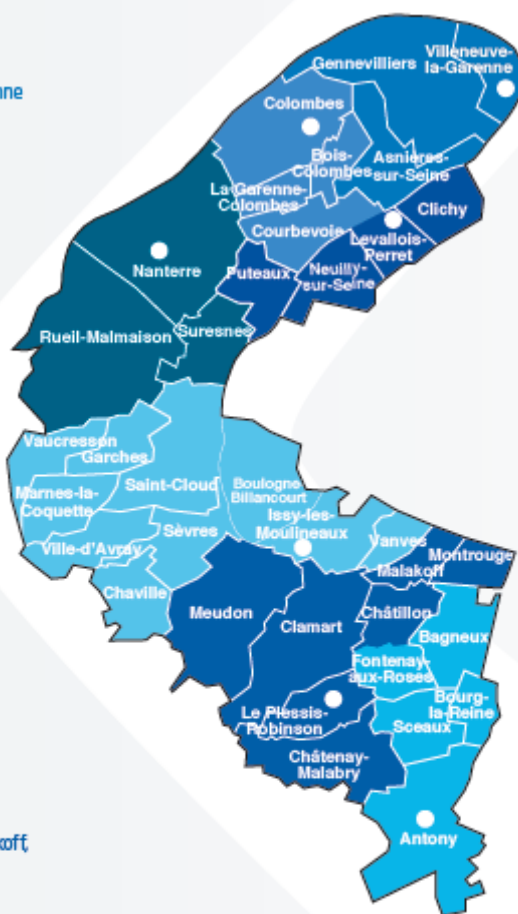 Villeneuve-
la-Garenne
Gennevilliers
nne
Colombes
Bois-
Colombes
Asnières-
sur-Seine
La Garenne-
Colombes
Clichy
Courbevoie
Levallois-
Perret
Nanterre
Puteaux
Neuilly-
sur-Seine
Rueil-Malmaison
Suresnes
Vaucresson
Garches
Saint-Cloud
Marnes-la-
Coquette
Boulogne
Billancourt
Issy-les-
Moulineaux
Sèvres
Ville-d'Avray
Vanves
Montrouge
Malakoff
Chaville
Meudon
Châtillon
Clamart
Bagneux
Fontenay-
aux-Roses
Bourg-
la-Reine
Le Plessis-
Robinson
Sceaux
Châtenay-
Malabry
Antony
koff,